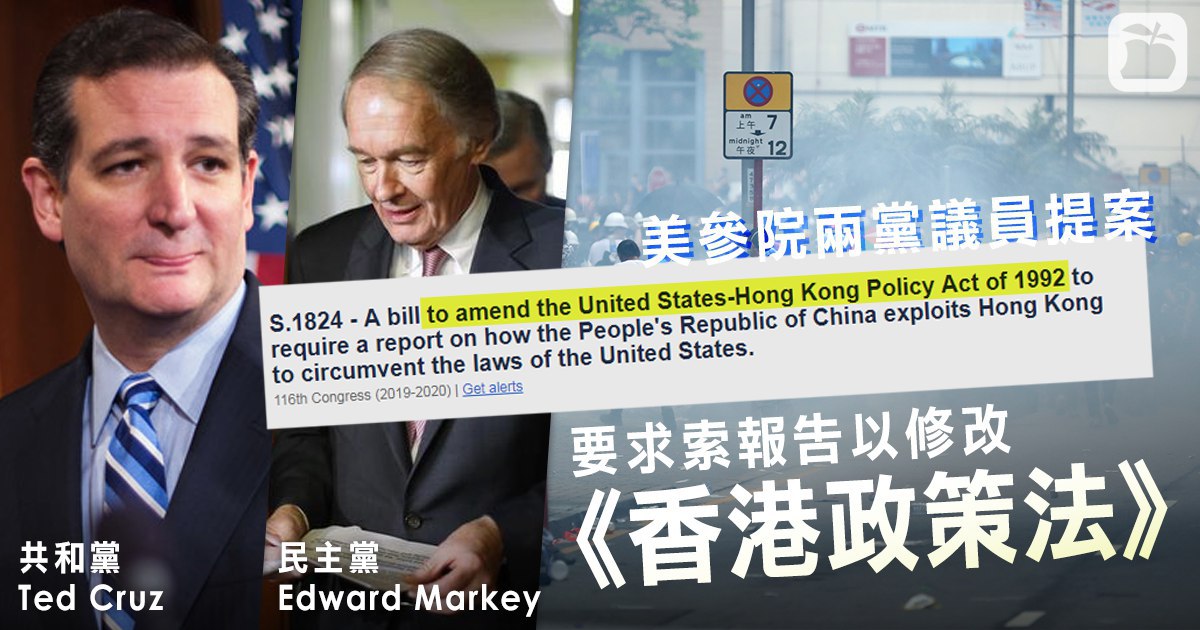 am
上午 7
midnight
午夜 12
美參院兩黨議員提案
S.1824 - A bill to amend the United States-Hong Kong Policy Act of 1992 to
require a report on how the People's Republic of China exploits Hong Kong
to circumvent the laws of the United States.
116th Congress (2019-2020) | Get alerts
要求索報告以修改
《香港政策法》
共和黨
Ted Cruz
民主黨
Edward Markey